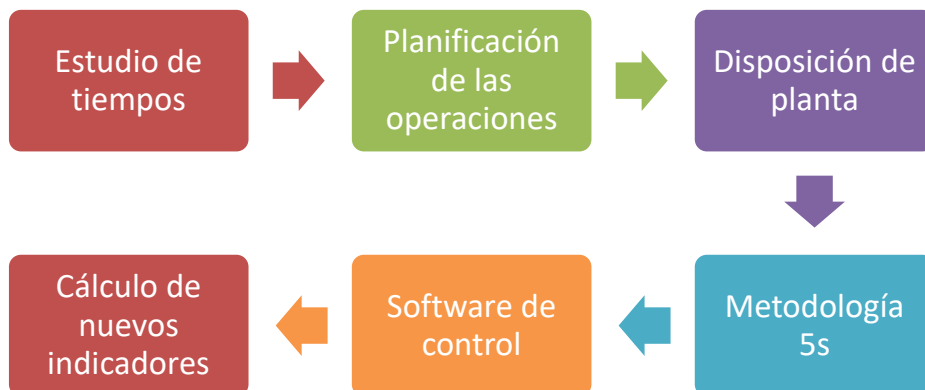 Estudio de
tiempos
Planificación
de las
operaciones
Disposición de
planta
Metodología
5s
Software de
control
Cálculo de
nuevos
indicadores